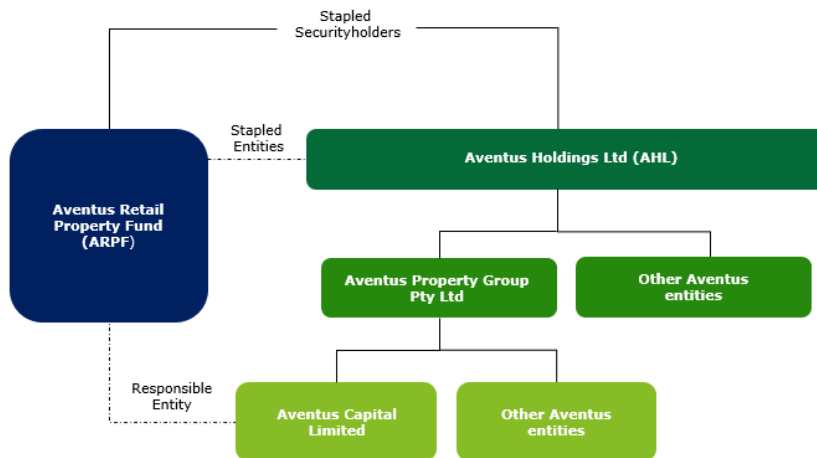 Stapled
Securityholders
Stapled
Entities
Aventus Holdings Ltd (AHL)
Aventus Retail
Property Fund
(ARPF)
Aventus Property Group
Pty Ltd
Other Aventus
entities
Responsible
Entity
Aventus Capital
Limited
Other Aventus
entities